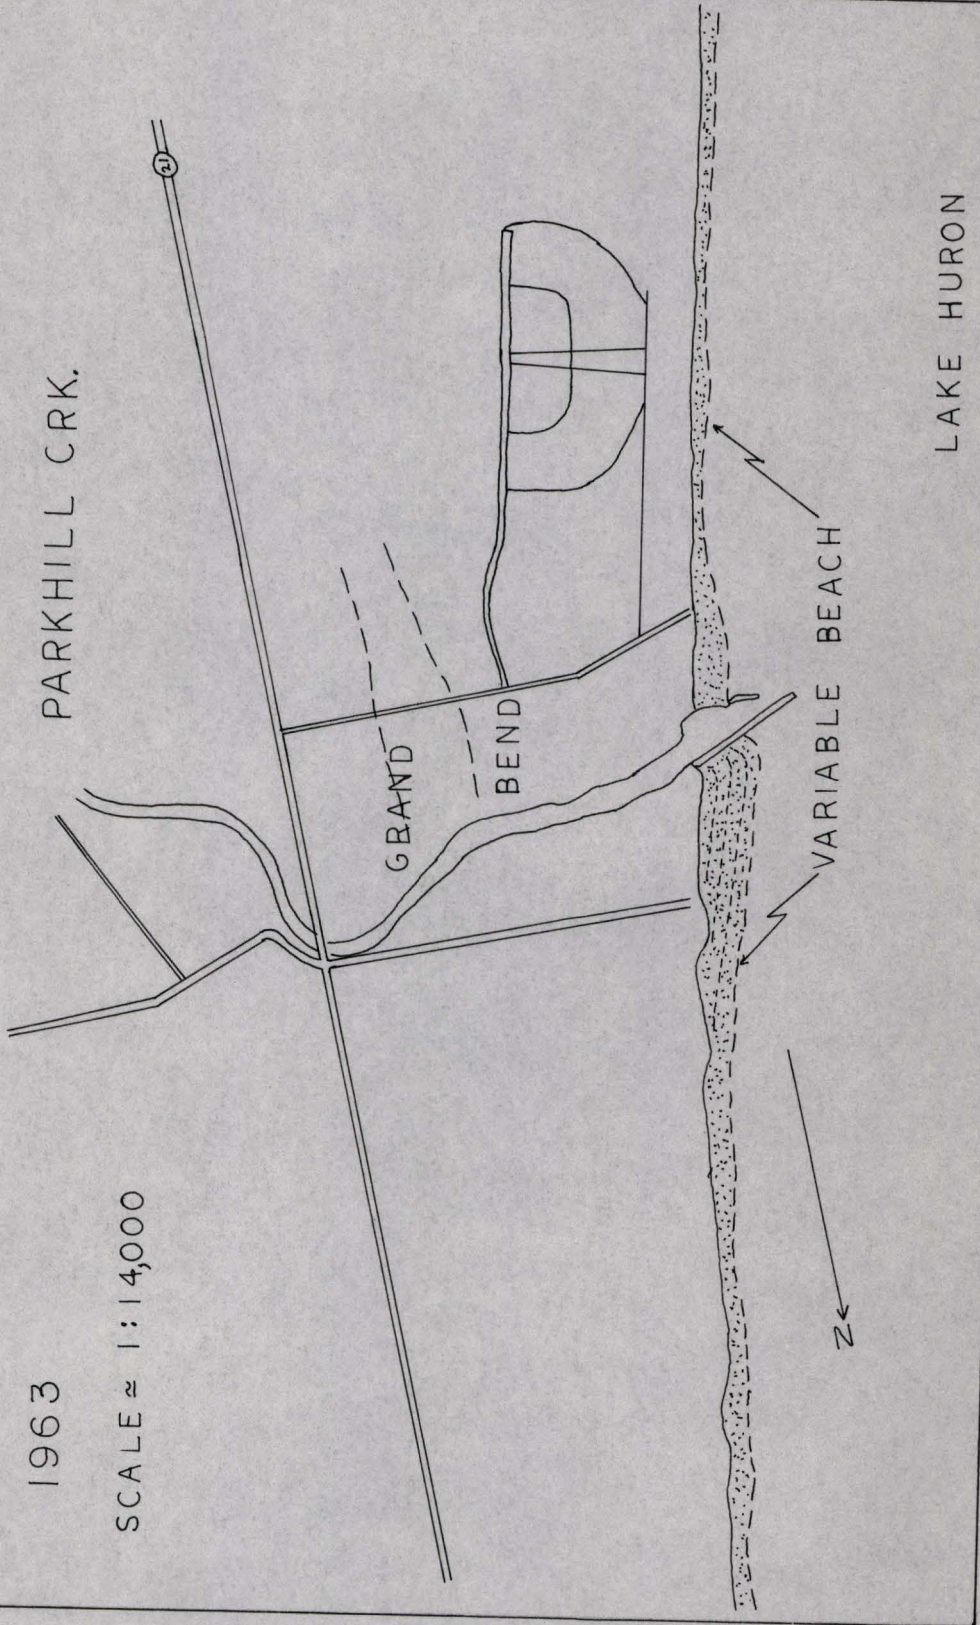 1963
PARKHILL CRK.
SCALE ≈ 1:14,000
21
GRAND
BEND
VARIABLE BEACH
N
LAKE HURON